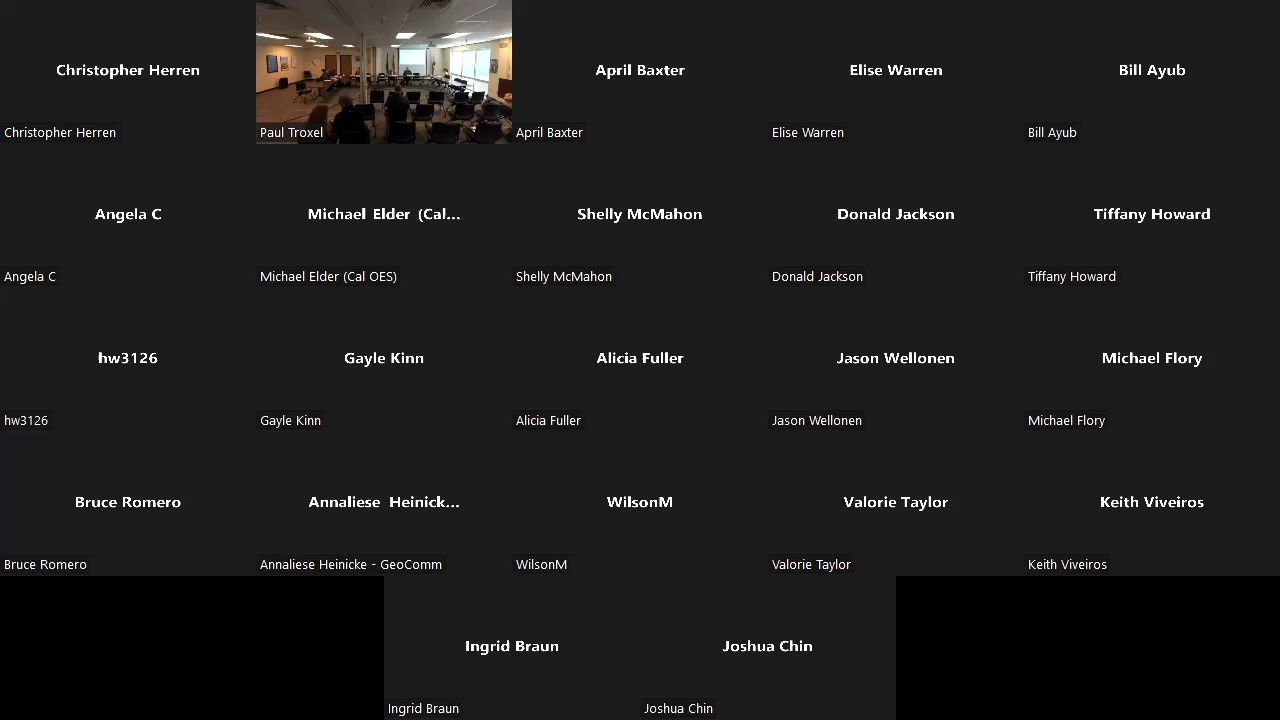 Christopher Herren
April Baxter
Elise Warren
Bill Ayub
Christopher Herren
Paul Troxel
April Baxter
Elise Warren
Bill Ayub
Angela C
Michael Elder (Cal...
Shelly McMahon
Donald Jackson
Tiffany Howard
Angela C
Michael Elder (Cal OES)
Shelly McMahon
Donald Jackson
Tiffany Howard
hw3126
Gayle Kinn
Alicia Fuller
Jason Wellonen
Michael Flory
hw3126
Gayle Kinn
Alicia Fuller
Jason Wellonen
Michael Flory
Bruce Romero
Annaliese Heinick...
WilsonM
Valorie Taylor
Keith Viveiros
Bruce Romero
Annaliese Heinicke - GeoComm
WilsonM
Valorie Taylor
Keith Viveiros
Ingrid Braun
Joshua Chin
Ingrid Braun
Joshua Chin